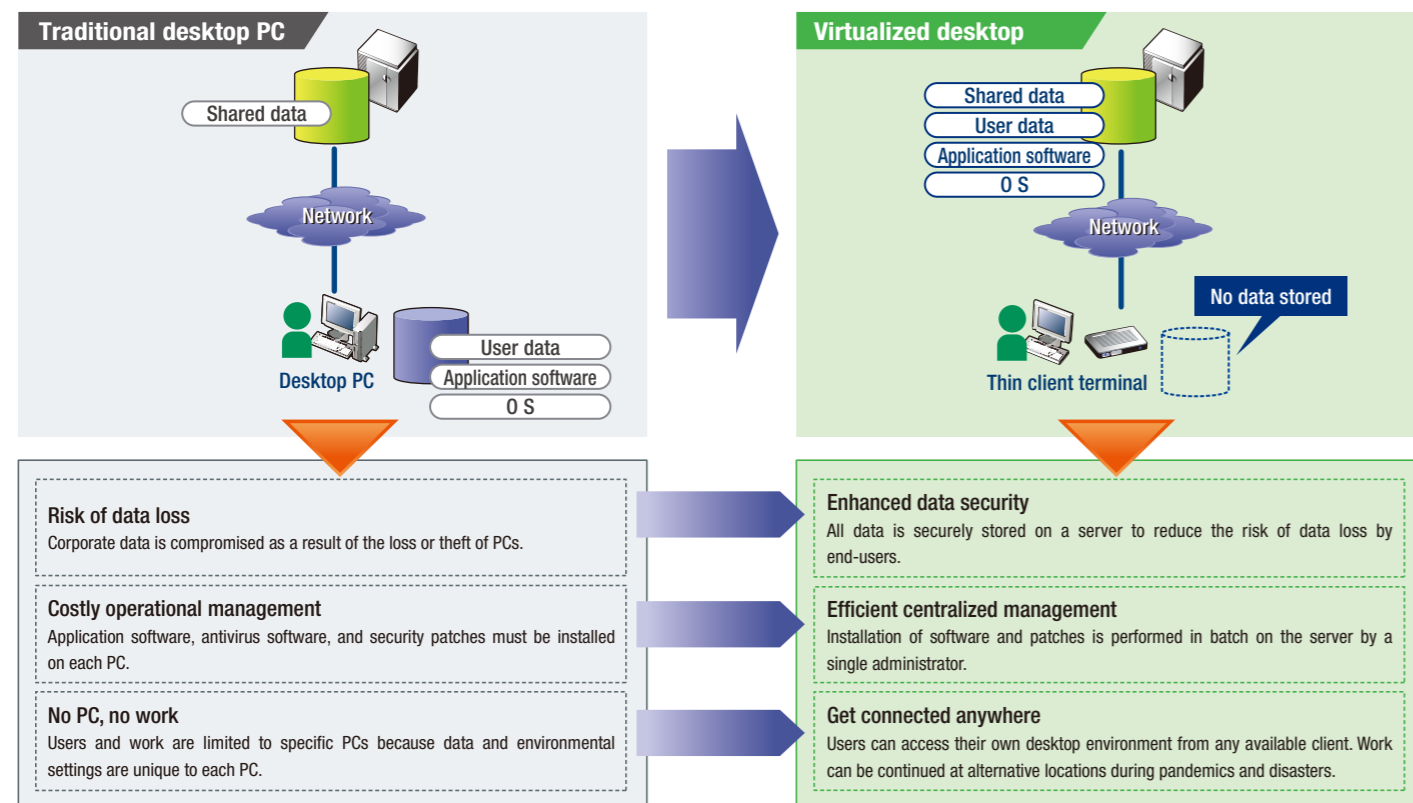 Traditional desktop PC
Shared data
Network
Desktop PC
User data
Application software
O S
Virtualized desktop
Shared data
User data
Application software
O S
Network
No data stored
Thin client terminal
Risk of data loss
Corporate data is compromised as a result of the loss or theft of PCs.
Costly operational management
Application software, antivirus software, and security patches must be installed
on each PC.
No PC, no work
Users and work are limited to specific PCs because data and environmental
settings are unique to each PC.
Enhanced data security
All data is securely stored on a server to reduce the risk of data loss by
end-users.
Efficient centralized management
Installation of software and patches is performed in batch on the server by a
single administrator.
Get connected anywhere
Users can access their own desktop environment from any available client. Work
can be continued at alternative locations during pandemics and disasters.